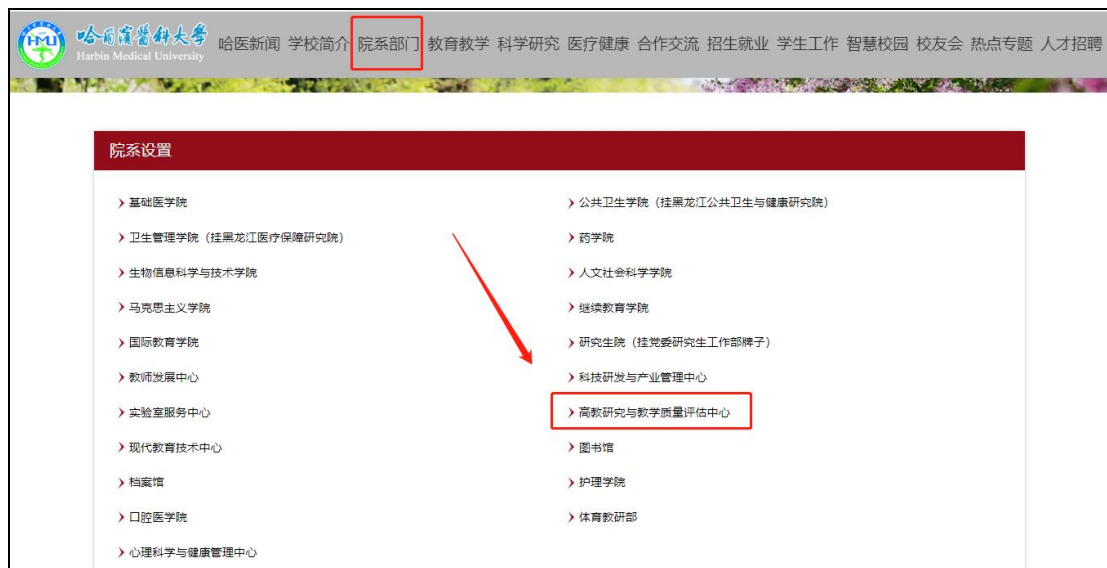 HMU
哈尔滨医科大学
Harbin Medical University
哈医新闻 学校简介 院系部门 教育教学 科学研究 医疗健康 合作交流 招生就业 学生工作 智慧校园 校友会 热点专题 人才招聘
院系设置
基础医学院
公共卫生学院（挂黑龙江公共卫生与健康研究院）
卫生管理学院（挂黑龙江医疗保障研究院）
药学院
生物信息科学与技术学院
人文社会科学学院
马克思主义学院
继续教育学院
国际教育学院
研究生院（挂党委研究生工作部牌子）
教师发展中心
科技研发与产业管理中心
实验室服务中心
高教研究与教学质量评估中心
现代教育技术中心
图书馆
档案馆
护理学院
口腔医学院
体育教研部
心理科学与健康管理中心